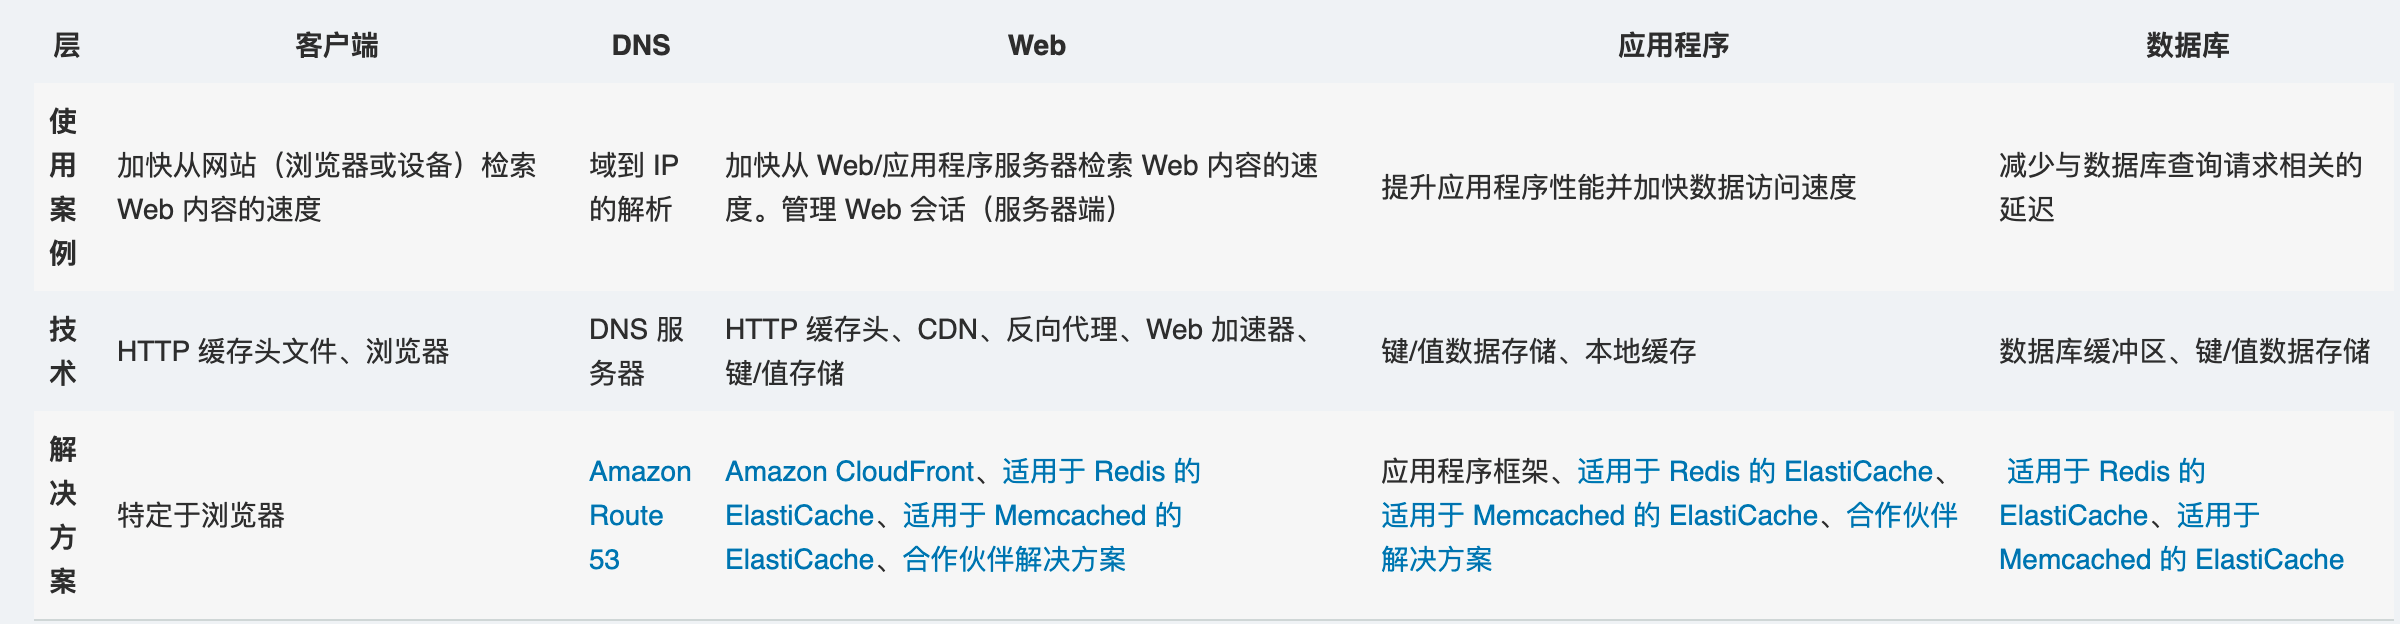 层 客户端 DNS Web 应用程序 数据库
使
用
案
例
加快从网站（浏览器或设备）检索
Web 内容的速度
域到 IP
的解析
加快从 Web/应用程序服务器检索 Web 内容的速
度。管理 Web 会话（服务器端）
提升应用程序性能并加快数据访问速度
减少与数据库查询请求相关的
延迟
技
术
HTTP 缓存头文件、浏览器
DNS 服
务器
HTTP 缓存头、CDN、反向代理、Web 加速器、
键/值存储
键/值数据存储、本地缓存
数据库缓冲区、键/值数据存储
解
决
方
案
特定于浏览器
Amazon
Route
53
Amazon CloudFront、适用于 Redis 的
ElastiCache、适用于 Memcached 的
ElastiCache、合作伙伴解决方案
应用程序框架、适用于 Redis 的 ElastiCache、
适用于 Memcached 的 ElastiCache、合作伙伴
解决方案
适用于 Redis 的
ElastiCache、适用于
Memcached 的 ElastiCache